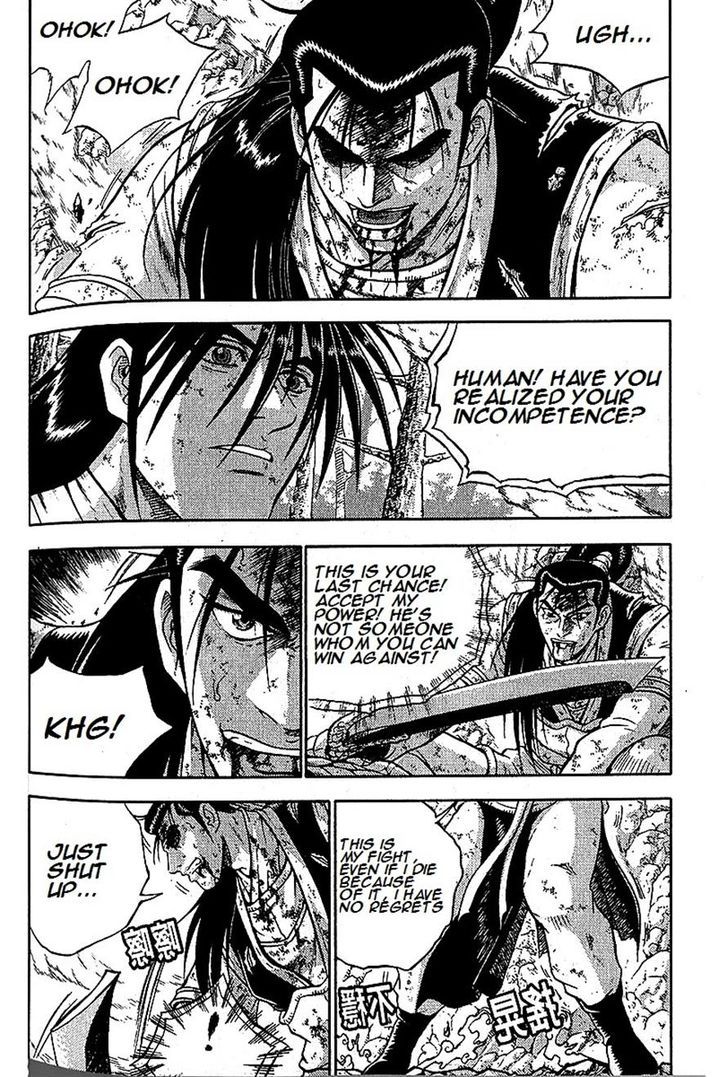 OHOK!
OHOK!
UGH...
HUMAN! HAVE YOU
REALIZED YOUR
INCOMPETENCE?
KHG!
THIS IS YOUR
LAST CHANCE!
ACCEPT MY
POWER! HE'S
NOT SOMEONE
WHOM YOU CAN
WIN AGAINST!
JUST
SHUT
UP...
!
THIS IS
MY FIGHT,
EVEN IF I DIE
BECAUSE
OF IT, I HAVE
NO REGRETS